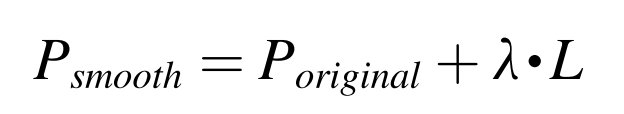 P_smooth = P_original + λ•L